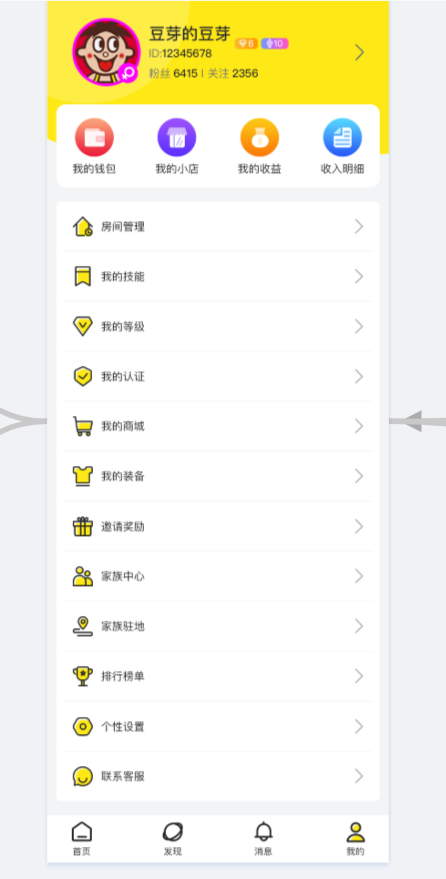 豆芽的豆芽 6 10
ID:12345678
粉丝 6415 | 关注 2356
我的钱包 我的小店 我的收益 收入明细
房间管理
我的技能
我的等级
我的认证
我的商城
我的装备
邀请奖励
家族中心
家族驻地
排行榜单
个性设置
联系客服
首页 发现 消息 我的